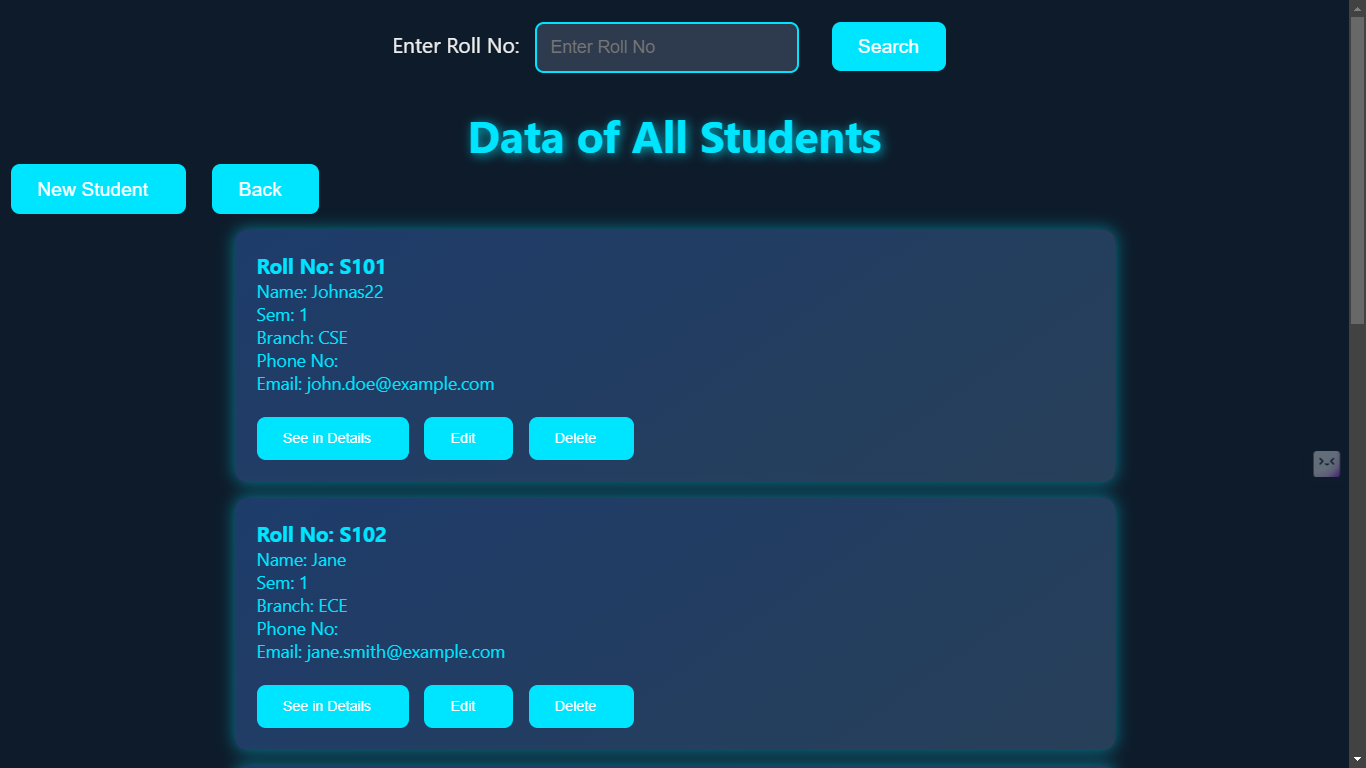 Enter Roll No: Enter Roll No Search
Data of All Students
New Student Back
Roll No: S101
Name: Johnas22
Sem: 1
Branch: CSE
Phone No:
Email: john.doe@example.com
See in Details Edit Delete
Roll No: S102
Name: Jane
Sem: 1
Branch: ECE
Phone No:
Email: jane.smith@example.com
See in Details Edit Delete